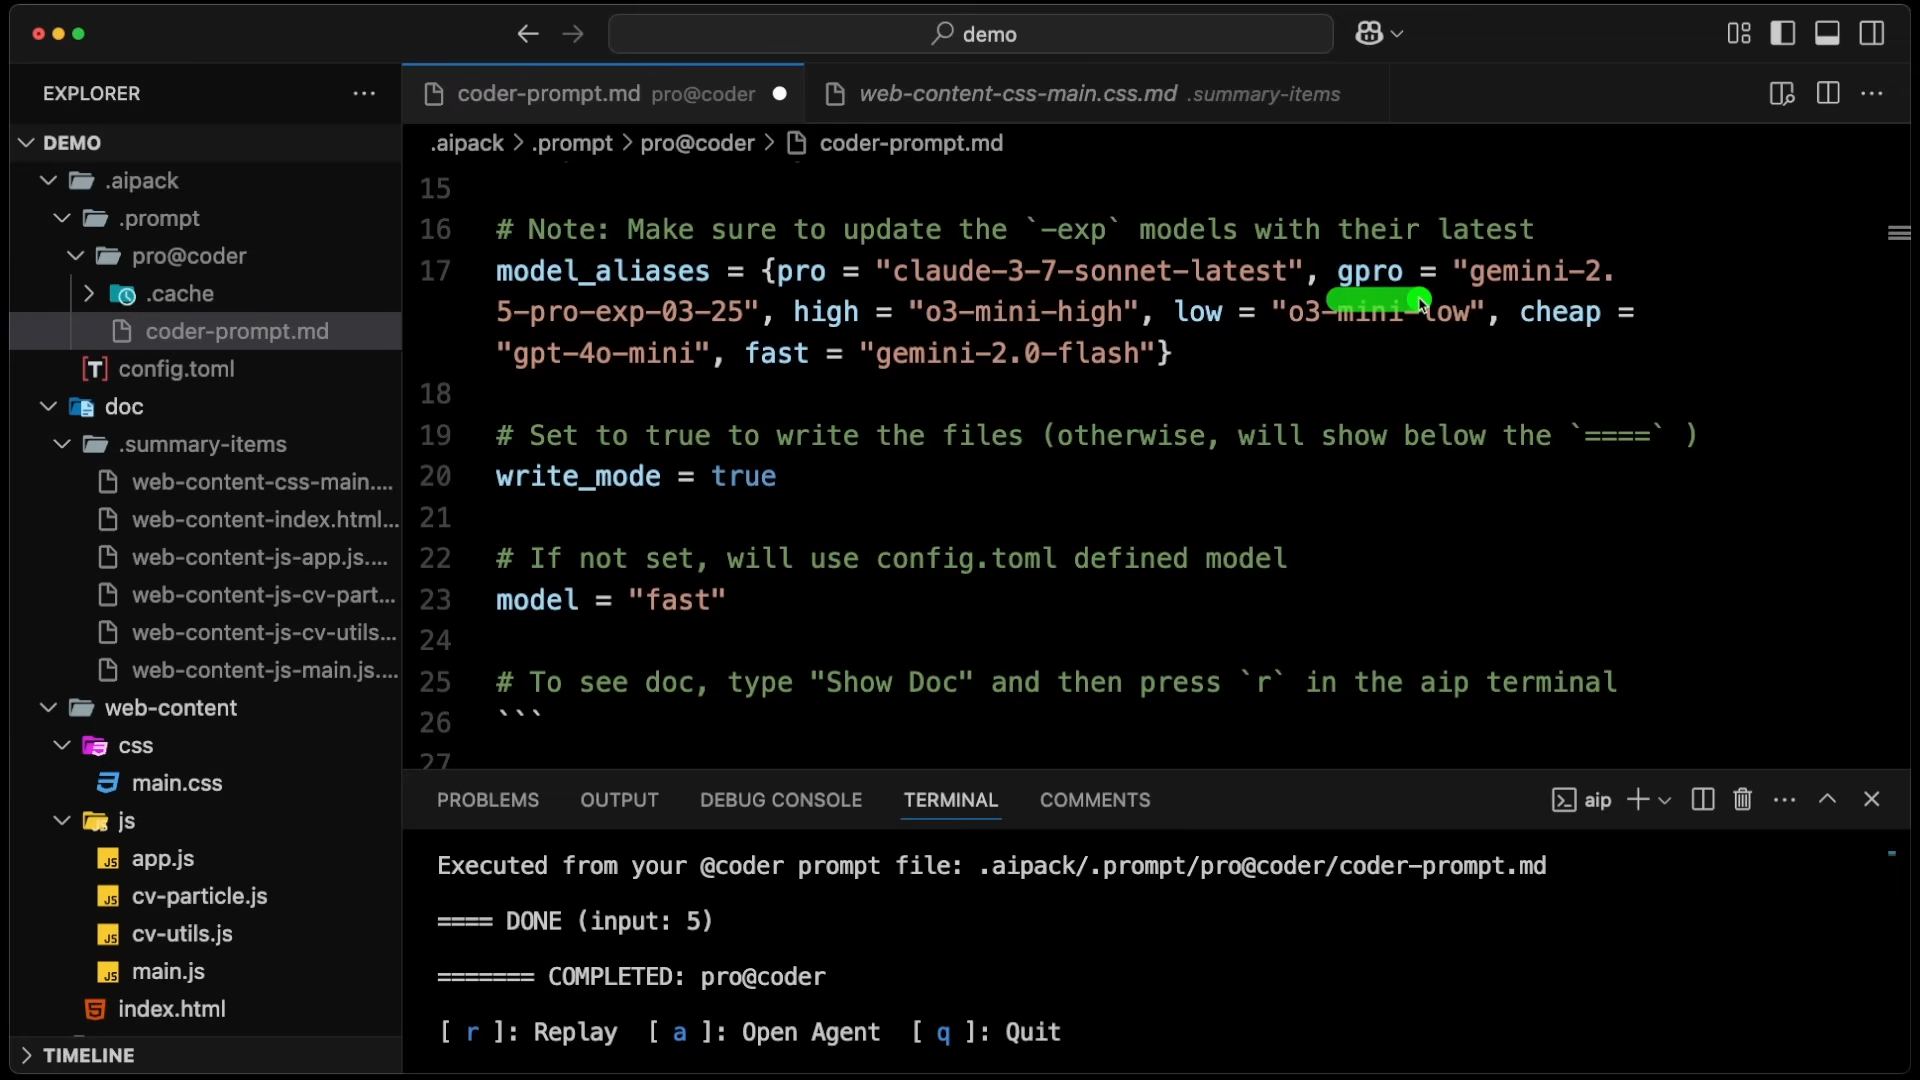 demo
EXPLORER
DEMO
.aipack
.prompt
pro@coder
.cache
coder-prompt.md
config.toml
doc
.summary-items
web-content-css-main....
web-content-index.html...
web-content-js-app.js....
web-content-js-cv-part...
web-content-js-cv-utils...
web-content-js-main.js....
web-content
css
main.css
js
app.js
cv-particle.js
cv-utils.js
main.js
index.html
TIMELINE
coder-prompt.md pro@coder
web-content-css-main.css.md .summary-items
.aipack > .prompt > pro@coder > coder-prompt.md
15
16 # Note: Make sure to update the `-exp` models with their latest
17 model_aliases = {pro = "claude-3-7-sonnet-latest", gpro = "gemini-2.
5-pro-exp-03-25", high = "o3-mini-high", low = "o3-mini-low", cheap =
"gpt-4o-mini", fast = "gemini-2.0-flash"}
18
19 # Set to true to write the files (otherwise, will show below the `====` )
20 write_mode = true
21
22 # If not set, will use config.toml defined model
23 model = "fast"
24
25 # To see doc, type "Show Doc" and then press `r` in the aip terminal
26 ```
27
PROBLEMS OUTPUT DEBUG CONSOLE TERMINAL COMMENTS
aip
Executed from your @coder prompt file: .aipack/.prompt/pro@coder/coder-prompt.md
==== DONE (input: 5)
======= COMPLETED: pro@coder
[ r ]: Replay [ a ]: Open Agent [ q ]: Quit